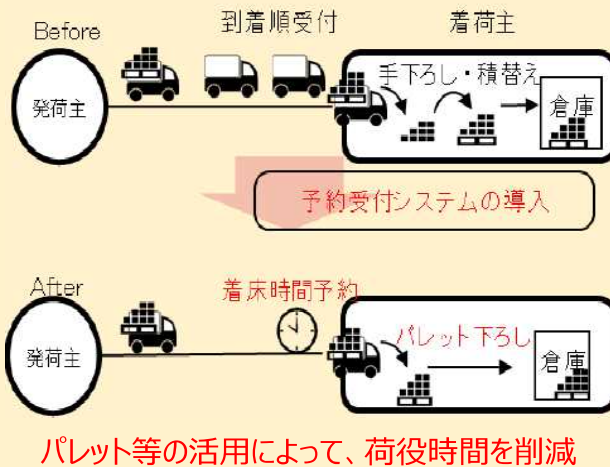 Before
到着順受付
着荷主
発荷主
手下ろし・積替え
倉庫
予約受付システムの導入
After
着床時間予約
発荷主
パレット下ろし
倉庫
パレット等の活用によって、荷役時間を削減